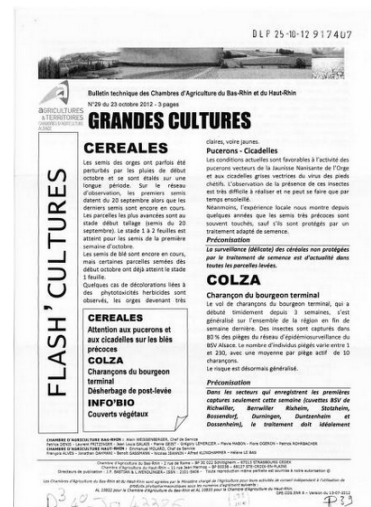 DLF 25-10-12 917407
Bulletin technique des Chambres d'Agriculture du Bas-Rhin et du Haut-Rhin
N°29 du 23 octobre 2012 - 3 pages
AGRICULTURES
& TERRITOIRES
GRANDES CULTURES
FLASH' CULTURES
CEREALES
Les semis des orges ont parfois été
perturbés par les pluies de début
octobre et se sont étalés sur une
longue période. Sur le réseau
d'observation, les premiers semis
datent du 20 septembre alors que les
derniers semis sont encore en cours.
Les parcelles les plus avancées sont au
stade début tallage (semis du 20
septembre). Le stade 1 à 2 feuilles est
atteint pour les semis de la première
semaine d'octobre.
Les semis de blé sont encore en cours,
mais certaines parcelles semées dès
début octobre ont déjà atteint le stade
1 feuille.
Quelques cas de décolorations liées à
des phytotoxicités herbicides sont
observés, les orges devenant très
CEREALES
Attention aux pucerons et
aux cicadelles sur les blés
précoces
COLZA
Charançons du bourgeon
terminal
Désherbage de post-levée
INFO'BIO
Couverts végétaux
claires, voire jaunes.
Pucerons - Cicadelles
Les conditions actuelles sont favorables à l'activité des
pucerons vecteurs de la Jaunisse Nanisante de l'Orge
et aux cicadelles grises vectrices du virus des pieds
chétifs. L'observation de la présence de ces insectes
est très difficile à réaliser et ne peut se faire que par
temps ensoleillé.
Néanmoins, l'expérience locale nous montre depuis
quelques années que les semis très précoces sont
souvent touchés, sauf s'ils sont protégés par un
traitement adapté de semence.
Préconisation
La surveillance (délicate) des céréales non protégées
par le traitement de semence est d'actualité dans
toutes les parcelles levées.
COLZA
Charançon du bourgeon terminal
Le vol de charançons du bourgeon terminal, qui a
débuté timidement depuis 3 semaines, s'est
généralisé sur l'ensemble de la région en fin de
semaine dernière. Des insectes sont capturés dans
80 % des pièges du réseau d'épidémiosurveillance du
BSV Alsace. Le nombre d'individus piégés varie entre 1
et 230, avec une moyenne par piège actif de 10
charançons.
Le risque est désormais généralisé.
Préconisation
Dans les secteurs qui enregistrent les premières
captures seulement cette semaine (cuvettes BSV de
Richwiller, Berrwiller Rixheim, Stotzheim,
Bossendorf, Durningen, Duntzenheim et
Dossenheim), le traitement doit idéalement